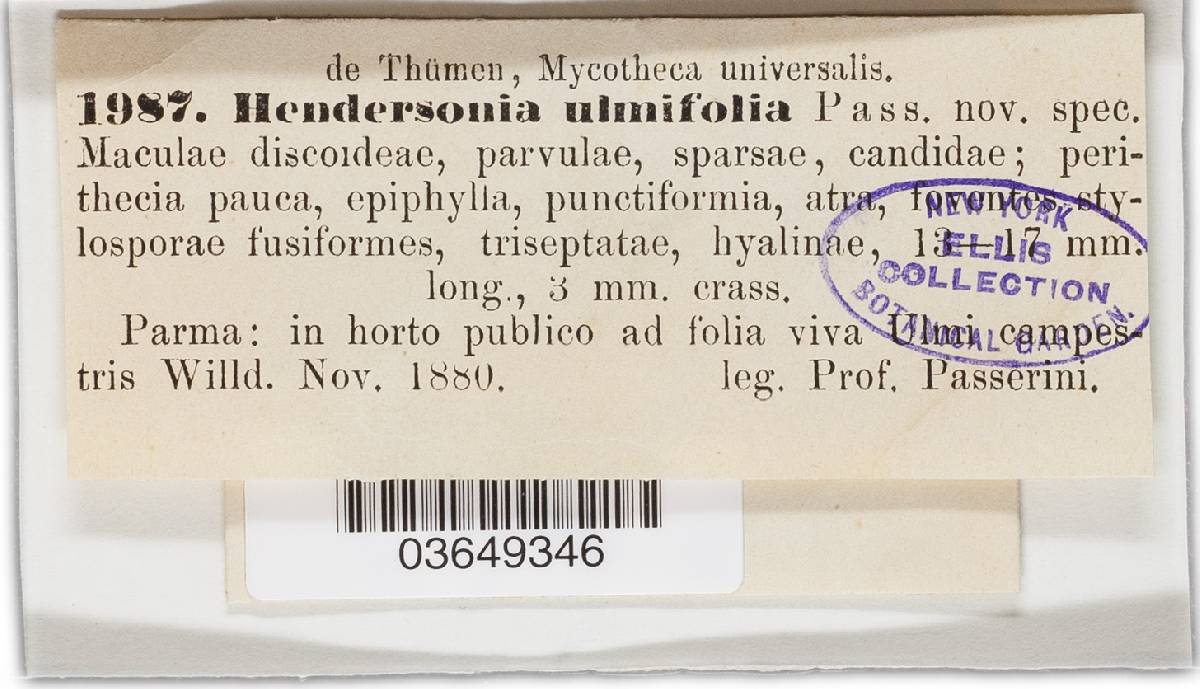 de Thümen, Mycotheca universalis.
1987. Hendersonia ulmifolia Pass. nov. spec.
Maculae discoideae, parvulae, sparsae, candidae; peri-
thecia pauca, epiphylla, punctiformia, atra, foventes sty-
losporae fusiformes, triseptatae, hyalinae, 13—17 mm.
long., 3 mm. crass.
Parma: in horto publico ad folia viva Ulmi campes-
tris Willd. Nov. 1880. leg. Prof. Passerini.
NEW YORK
ELLIS
COLLECTION
BOTANICAL GARDEN.
03649346